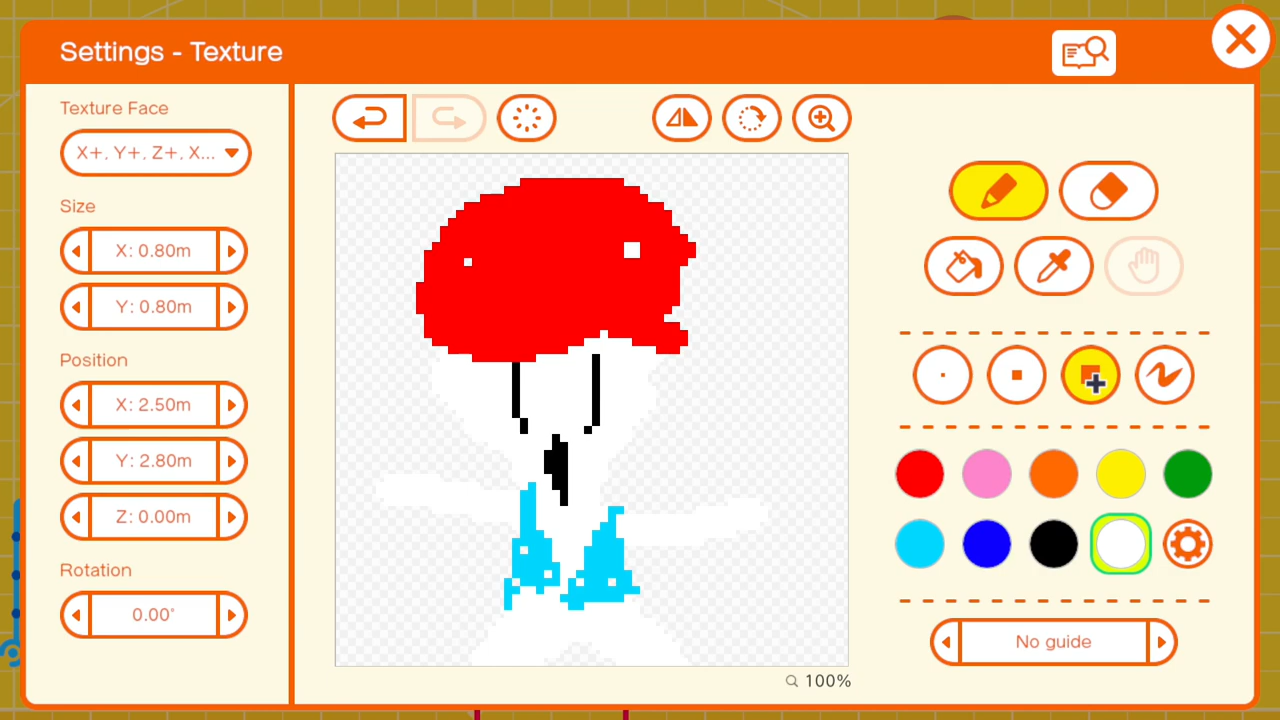 Settings - Texture
Texture Face
X+, Y+, Z+, X...
Size
X: 0.80m
Y: 0.80m
Position
X: 2.50m
Y: 2.80m
Z: 0.00m
Rotation
0.00°
100%
No guide